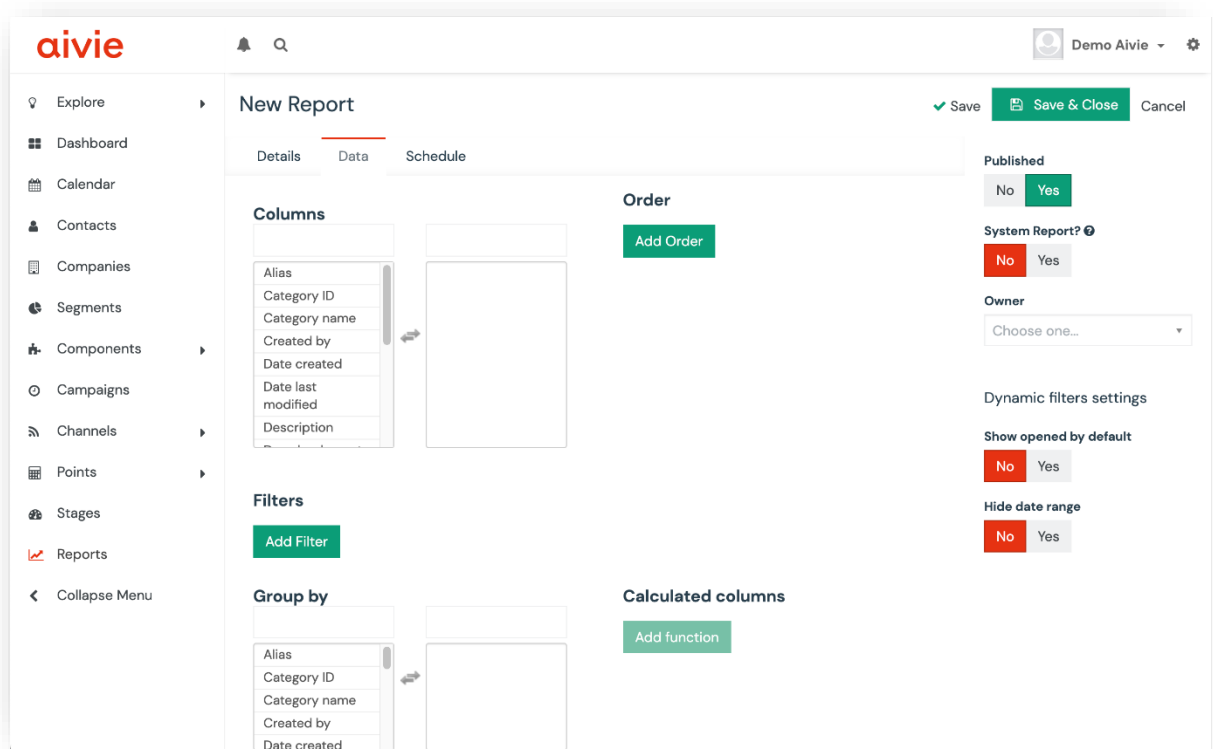 aivie
Demo Aivie
Explore
Dashboard
Calendar
Contacts
Companies
Segments
Components
Campaigns
Channels
Points
Stages
Reports
Collapse Menu
New Report
Save
Save & Close
Cancel
Details
Data
Schedule
Columns
Alias
Category ID
Category name
Created by
Date created
Date last
modified
Description
Order
Add Order
Filters
Add Filter
Group by
Alias
Category ID
Category name
Created by
Date created
Calculated columns
Add function
Published
No Yes
System Report?
No Yes
Owner
Choose one...
Dynamic filters settings
Show opened by default
No Yes
Hide date range
No Yes